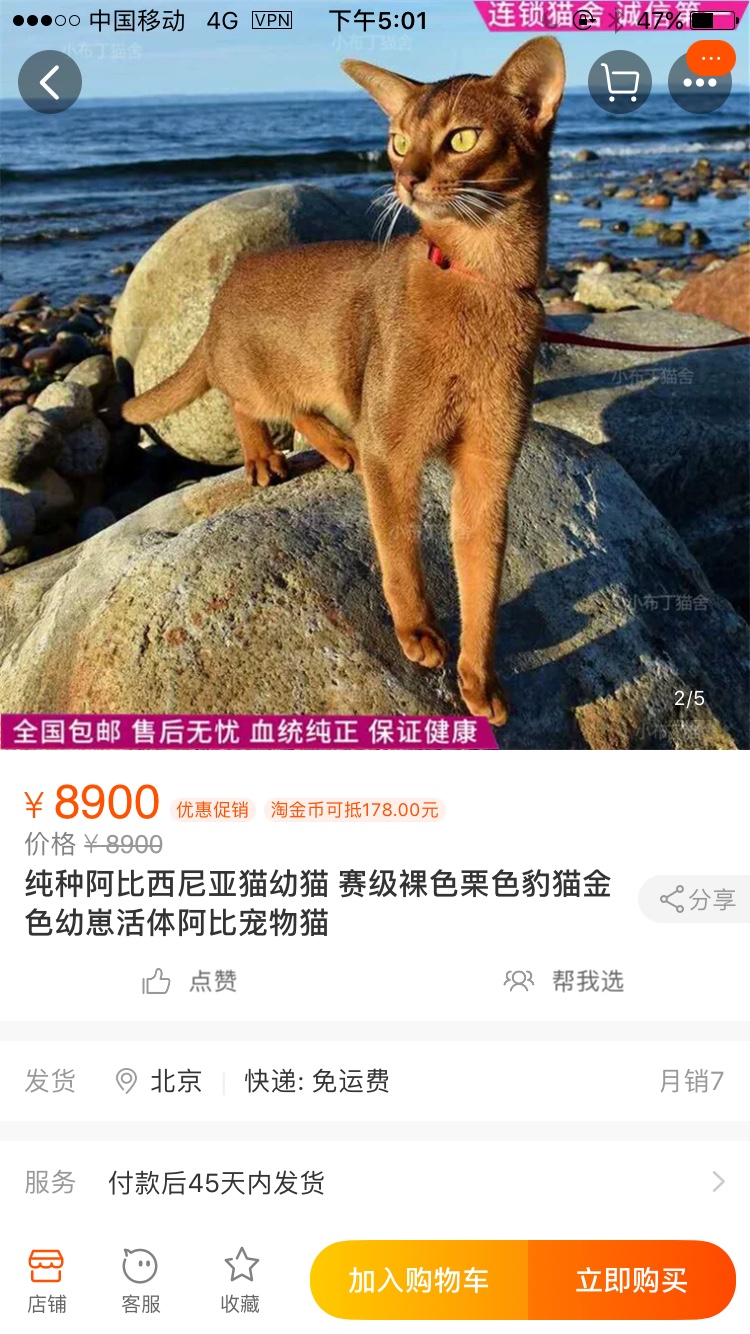 中国移动 4G VPN 下午5:01 47%
连锁猫舍 诚信第一
小布丁猫舍
小布丁猫舍
小布丁猫舍
小布丁猫舍
2/5
全国包邮 售后无忧 血统纯正 保证健康
¥ 8900 优惠促销 淘金币可抵178.00元
价格 ¥ 8900
纯种阿比西尼亚猫幼猫 赛级裸色栗色豹猫金
色幼崽活体阿比宠物猫
分享
点赞 帮我选
发货 北京 快递: 免运费 月销7
服务 付款后45天内发货
店铺 客服 收藏 加入购物车 立即购买